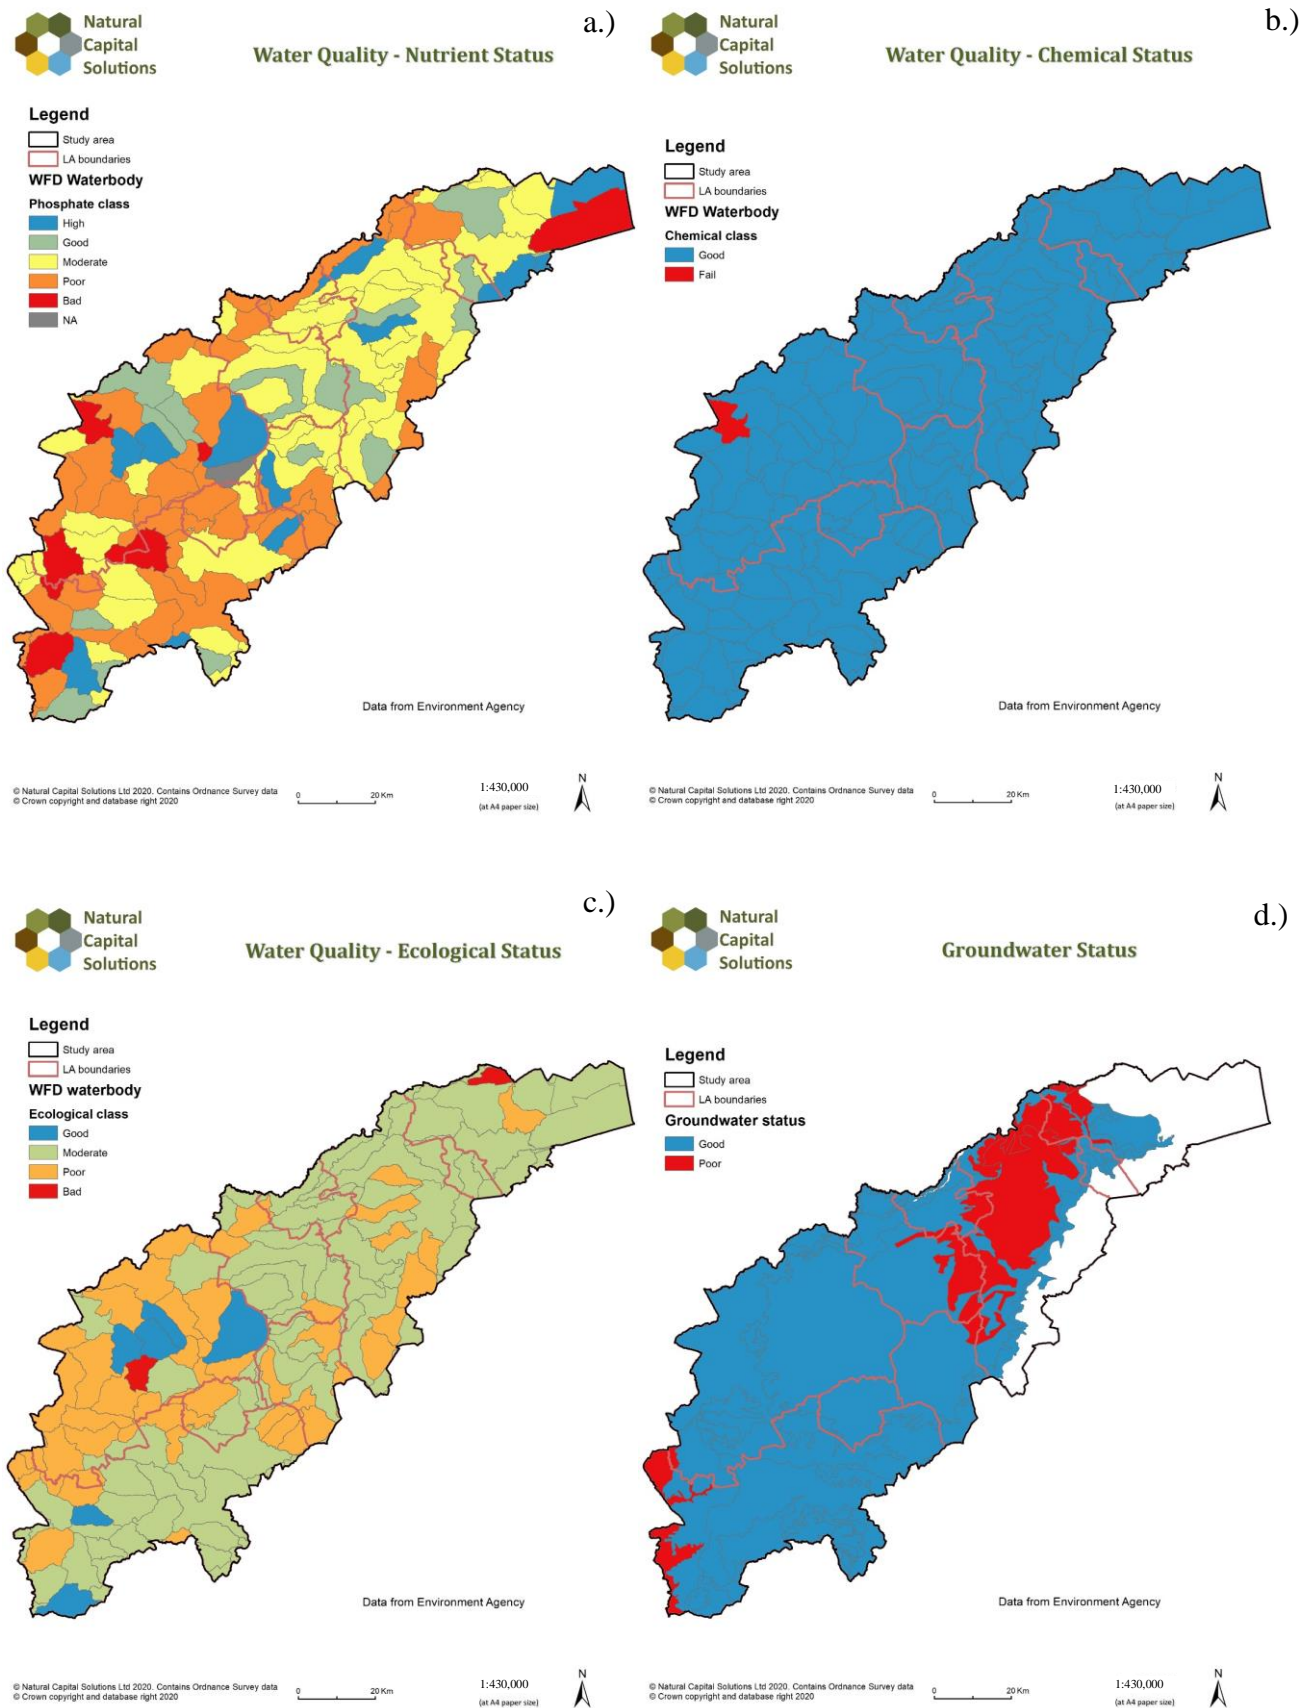 Natural
Capital
Solutions
a.)
Water Quality - Nutrient Status
Legend
Study area
LA boundaries
WFD Waterbody
Phosphate class
High
Good
Moderate
Poor
Bad
NA
Data from Environment Agency
© Natural Capital Solutions Ltd 2020. Contains Ordnance Survey data
© Crown copyright and database right 2020
0 20 Km
1:430,000
(at A4 paper size)
N
Natural
Capital
Solutions
b.)
Water Quality - Chemical Status
Legend
Study area
LA boundaries
WFD Waterbody
Chemical class
Good
Fail
Data from Environment Agency
© Natural Capital Solutions Ltd 2020. Contains Ordnance Survey data
© Crown copyright and database right 2020
0 20 Km
1:430,000
(at A4 paper size)
N
Natural
Capital
Solutions
c.)
Water Quality - Ecological Status
Legend
Study area
LA boundaries
WFD waterbody
Ecological class
Good
Moderate
Poor
Bad
Data from Environment Agency
© Natural Capital Solutions Ltd 2020. Contains Ordnance Survey data
© Crown copyright and database right 2020
0 20 Km
1:430,000
(at A4 paper size)
N
Natural
Capital
Solutions
d.)
Groundwater Status
Legend
Study area
LA boundaries
Groundwater status
Good
Poor
Data from Environment Agency
© Natural Capital Solutions Ltd 2020. Contains Ordnance Survey data
© Crown copyright and database right 2020
0 20 Km
1:430,000
(at A4 paper size)
N